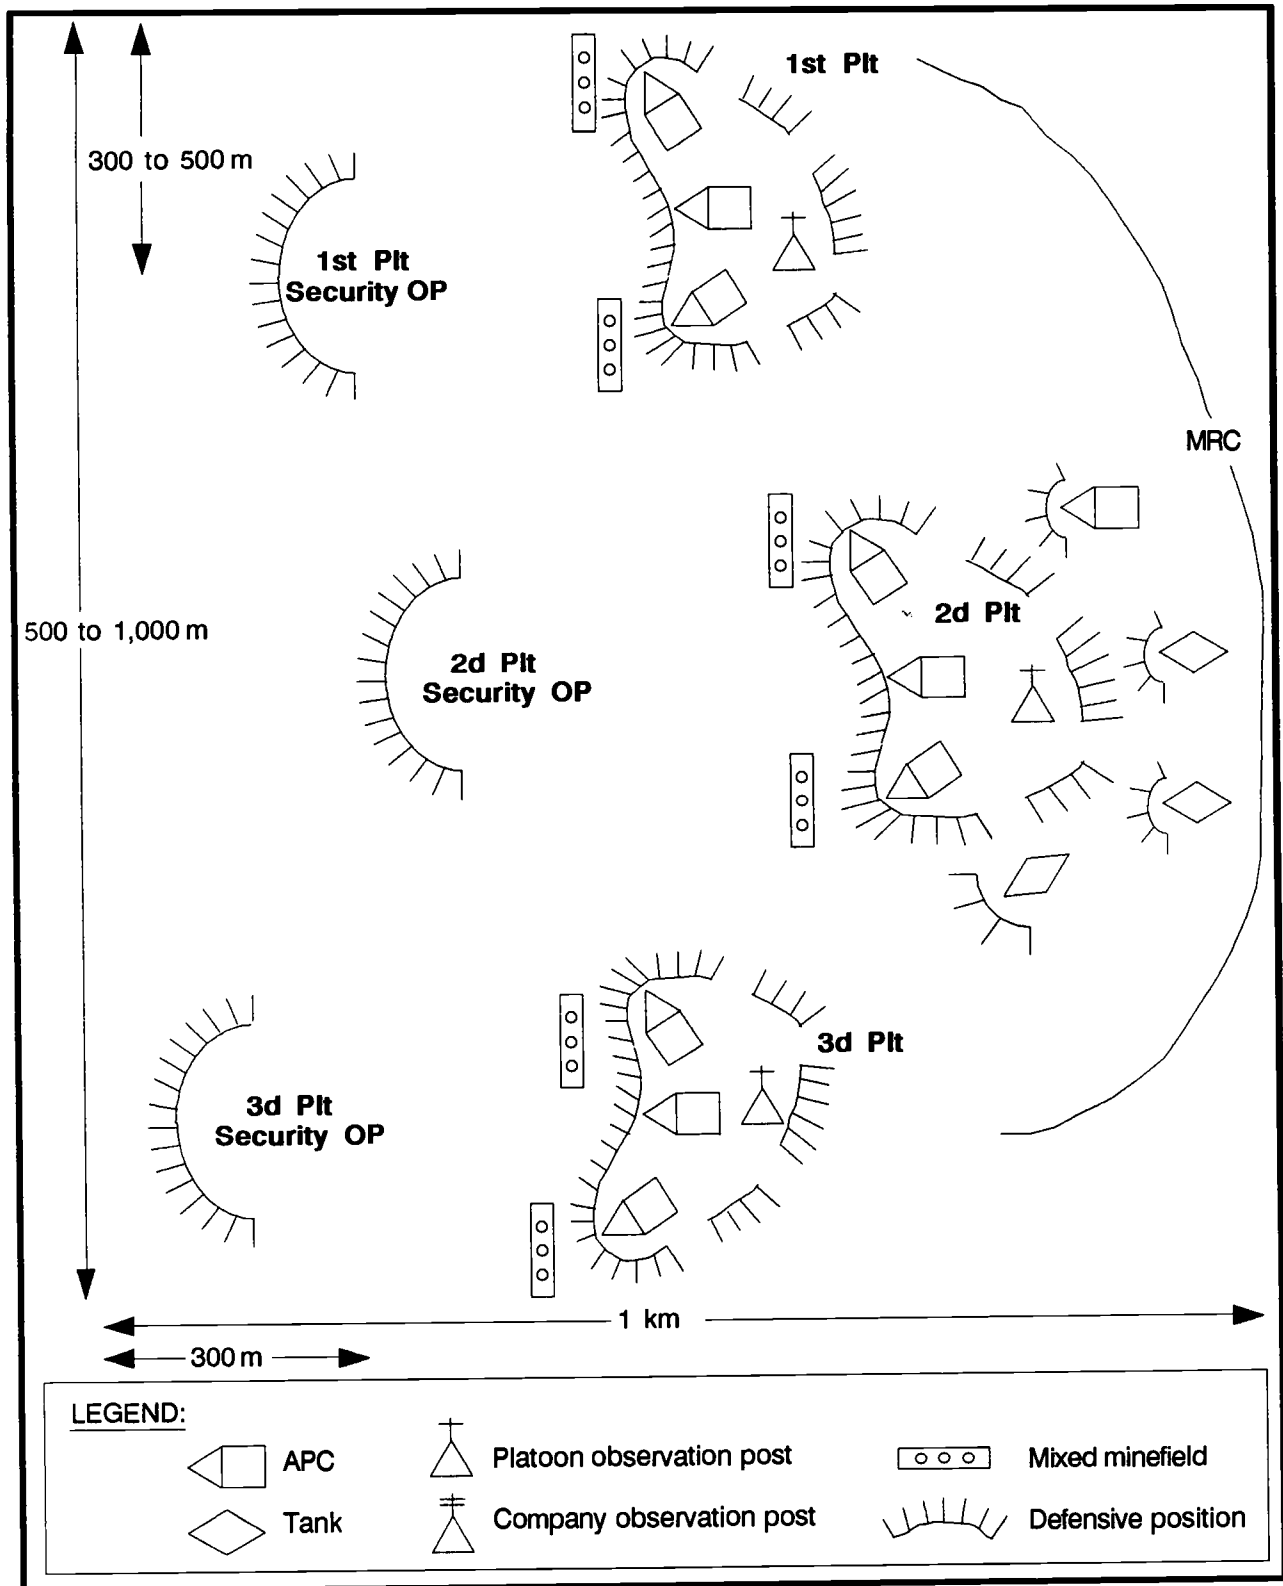 1st Plt
300 to 500 m
1st Plt
Security OP
MRC
2d Plt
500 to 1,000 m
2d Plt
Security OP
3d Plt
3d Plt
Security OP
1 km
300 m
LEGEND:
APC
Platoon observation post
Mixed minefield
Tank
Company observation post
Defensive position